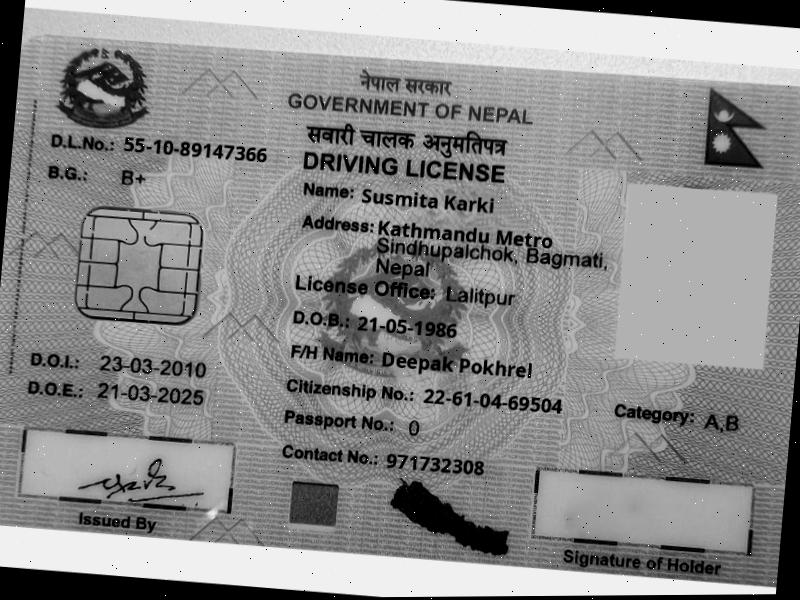 नेपाल सरकार
GOVERNMENT OF NEPAL
सवारी चालक अनुमतिपत्र
DRIVING LICENSE
D.L.No.: 55-10-89147366
B.G.: B+
Name: Susmita Karki
Address: Kathmandu Metro
Sindhupalchok, Bagmati,
Nepal
License Office: Lalitpur
D.O.B.: 21-05-1986
F/H Name: Deepak Pokhrel
D.O.I.: 23-03-2010
D.O.E.: 21-03-2025
Citizenship No.: 22-61-04-69504
Category: A,B
Passport No.: 0
Contact No.: 971732308
Issued By
Signature of Holder